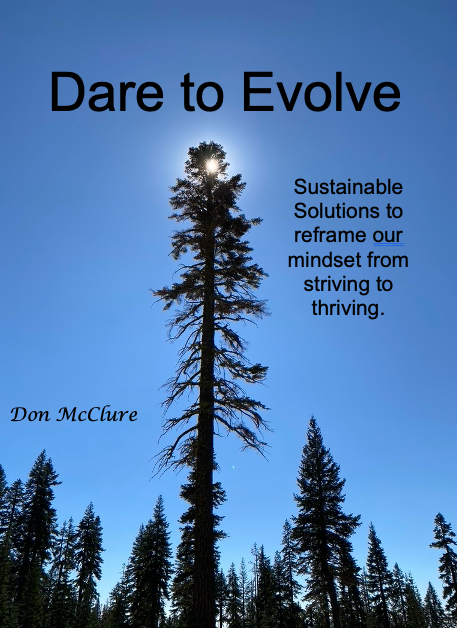 Dare to Evolve
Sustainable
Solutions to
reframe our
mindset from
striving to
thriving.
Don McClure